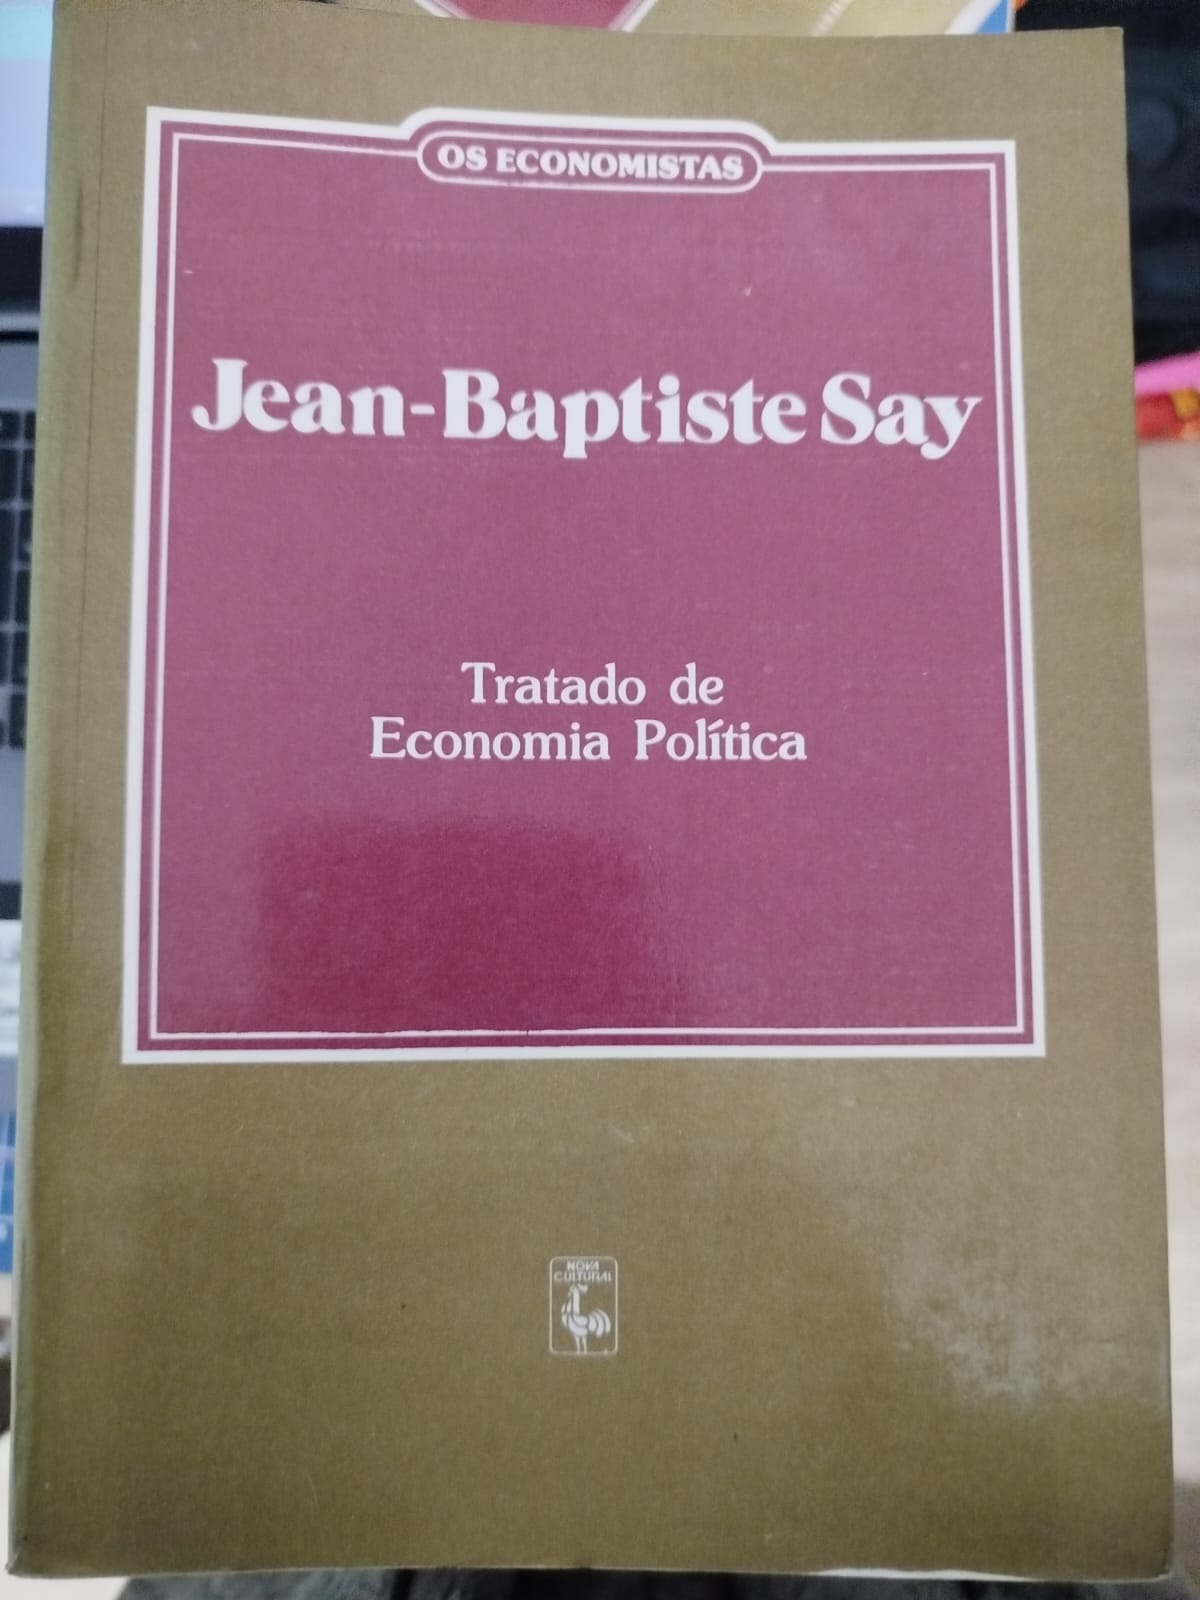 OS ECONOMISTAS
Jean-Baptiste Say
Tratado de
Economia Política
NOVA
CULTURAL